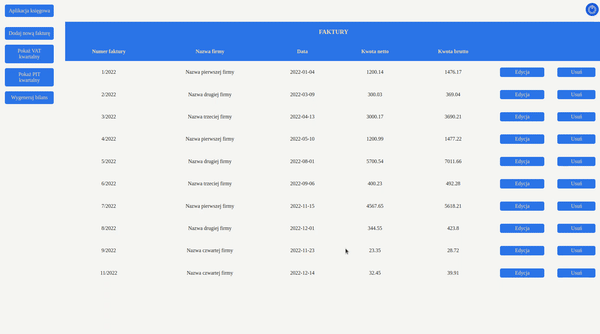 Aplikacja księgowa
Dodaj nową fakturę
Pokaż VAT
kwartalny
Pokaż PIT
kwartalny
Wygeneruj bilans
FAKTURY
Numer faktury Nazwa firmy Data Kwota netto Kwota brutto
1/2022 Nazwa pierwszej firmy 2022-01-04 1200.14 1476.17 Edycja Usuń
2/2022 Nazwa drugiej firmy 2022-03-09 300.03 369.04 Edycja Usuń
3/2022 Nazwa trzeciej firmy 2022-04-13 3000.17 3690.21 Edycja Usuń
4/2022 Nazwa pierwszej firmy 2022-05-10 1200.99 1477.22 Edycja Usuń
5/2022 Nazwa drugiej firmy 2022-08-01 5700.54 7011.66 Edycja Usuń
6/2022 Nazwa trzeciej firmy 2022-09-06 400.23 492.28 Edycja Usuń
7/2022 Nazwa pierwszej firmy 2022-11-15 4567.65 5618.21 Edycja Usuń
8/2022 Nazwa drugiej firmy 2022-12-01 344.55 423.8 Edycja Usuń
9/2022 Nazwa czwartej firmy 2022-11-23 23.35 28.72 Edycja Usuń
11/2022 Nazwa czwartej firmy 2022-12-14 32.45 39.91 Edycja Usuń